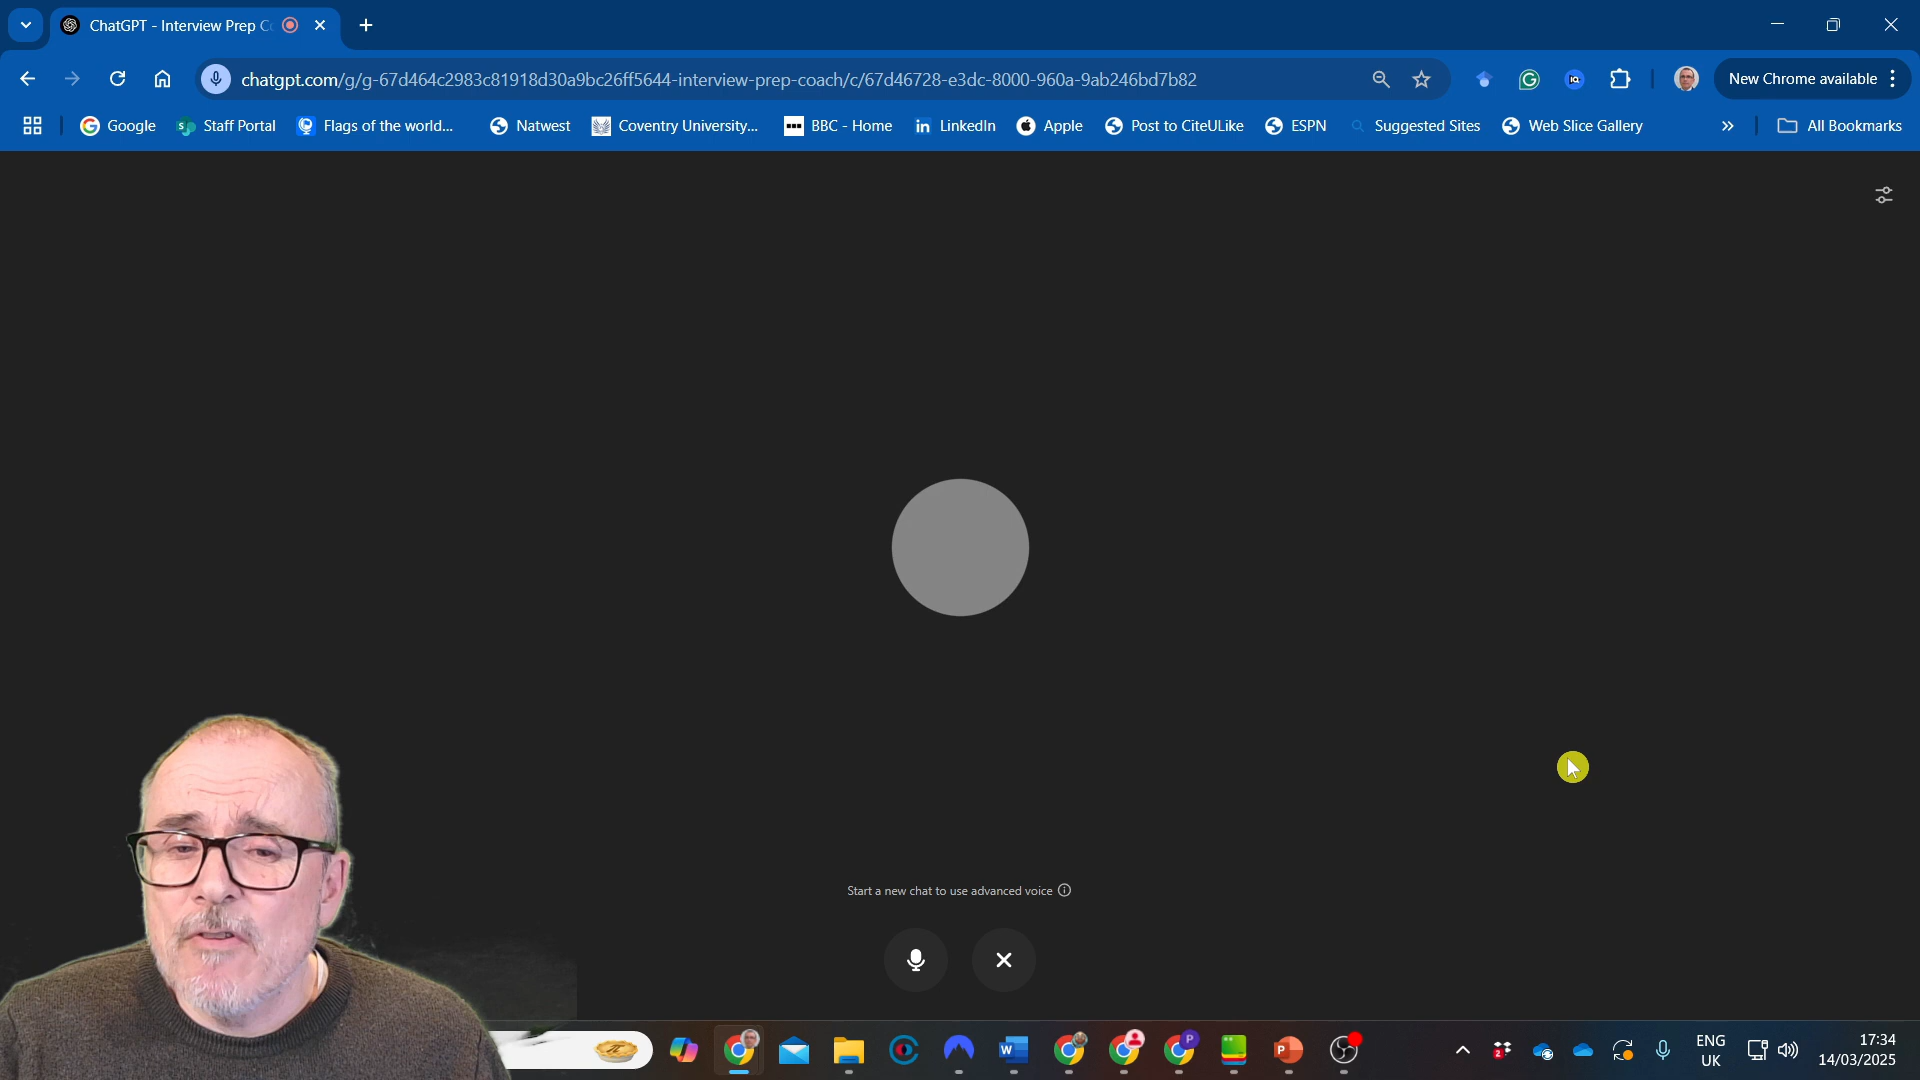 ChatGPT - Interview Prep Co
chatgpt.com/g/g-67d464c2983c81918d30a9bc26ff5644-interview-prep-coach/c/67d46728-e3dc-8000-960a-9ab246bd7b82
New Chrome available
Google Staff Portal Flags of the world... Natwest Coventry University... BBC - Home LinkedIn Apple Post to CiteULike ESPN Suggested Sites Web Slice Gallery All Bookmarks
Start a new chat to use advanced voice
ENG
UK
17:34
14/03/2025